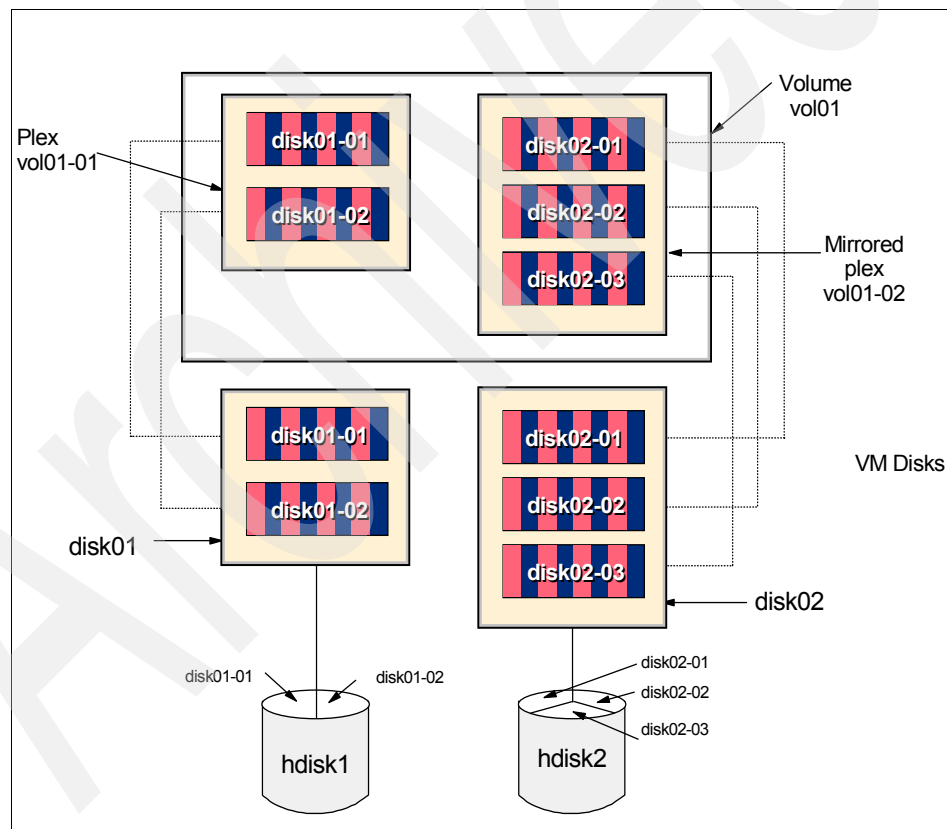 Volume
vol01
Plex
vol01-01
disk01-01
disk01-02
disk02-01
disk02-02
disk02-03
Mirrored
plex
vol01-02
disk01-01
disk01-02
disk02-01
disk02-02
disk02-03
VM Disks
disk01
disk02
disk01-01
disk01-02
disk02-01
disk02-02
disk02-03
hdisk1
hdisk2